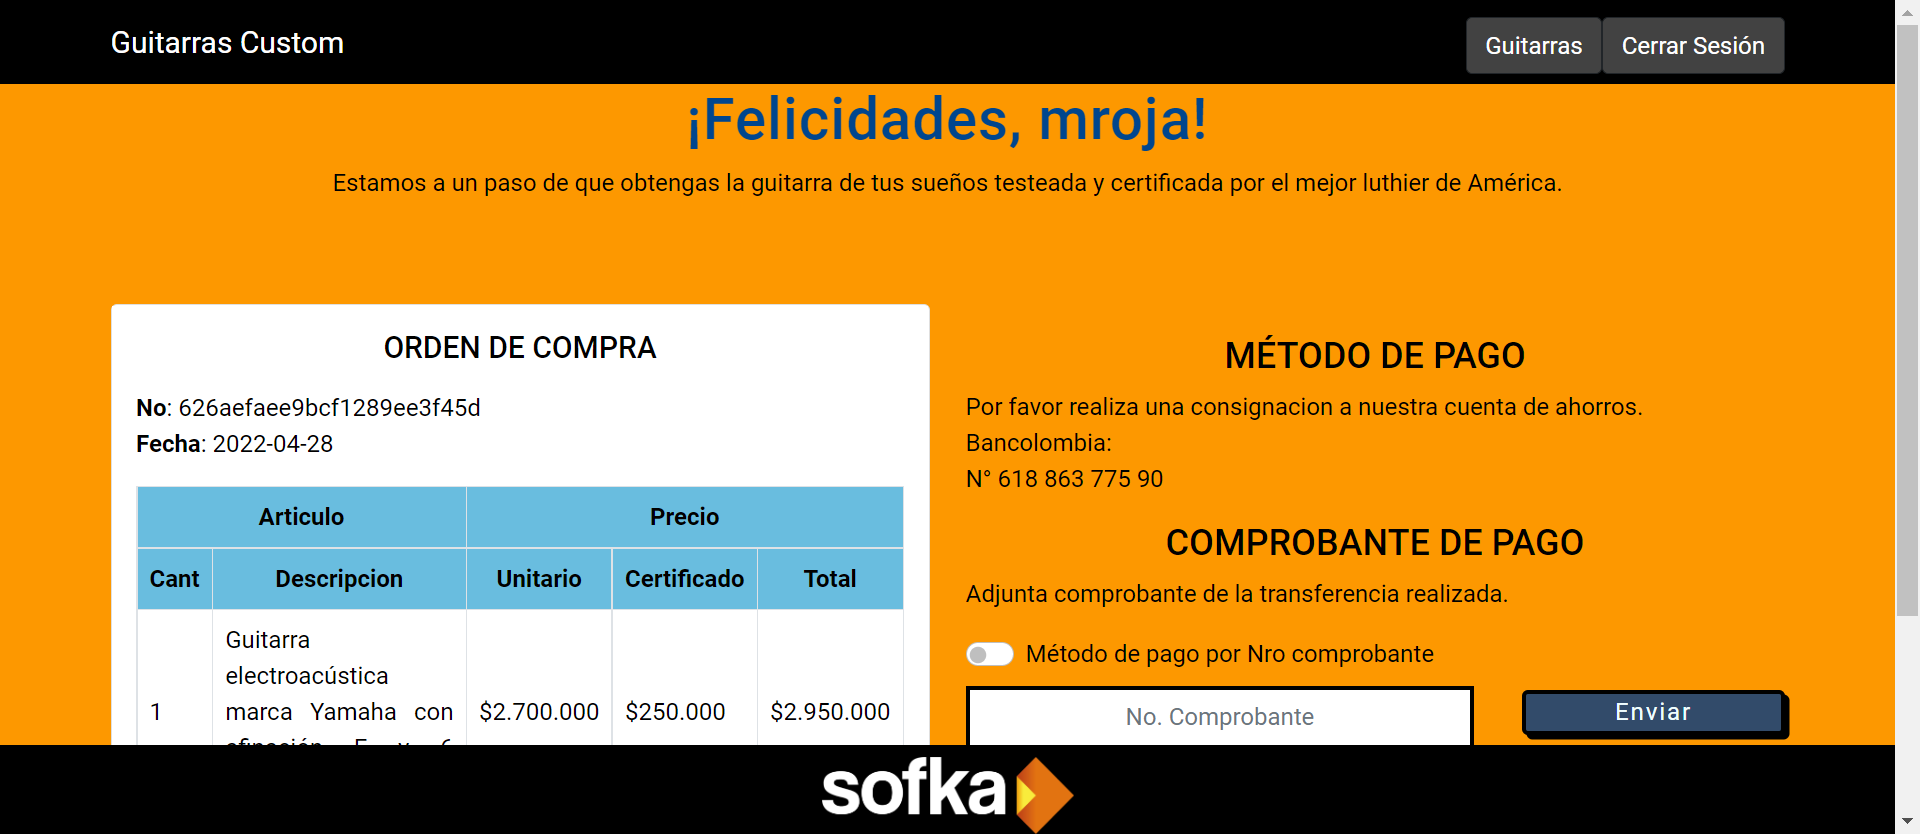 Guitarras Custom
Guitarras
Cerrar Sesión
¡Felicidades, mroja!
Estamos a un paso de que obtengas la guitarra de tus sueños testeada y certificada por el mejor luthier de América.
ORDEN DE COMPRA
No: 626aefaee9bcf1289ee3f45d
Fecha: 2022-04-28
Articulo Precio
Cant Descripcion Unitario Certificado Total
Guitarra
electroacústica
1 marca Yamaha con $2.700.000 $250.000 $2.950.000
MÉTODO DE PAGO
Por favor realiza una consignacion a nuestra cuenta de ahorros.
Bancolombia:
N° 618 863 775 90
COMPROBANTE DE PAGO
Adjunta comprobante de la transferencia realizada.
Método de pago por Nro comprobante
No. Comprobante
Enviar
sofka